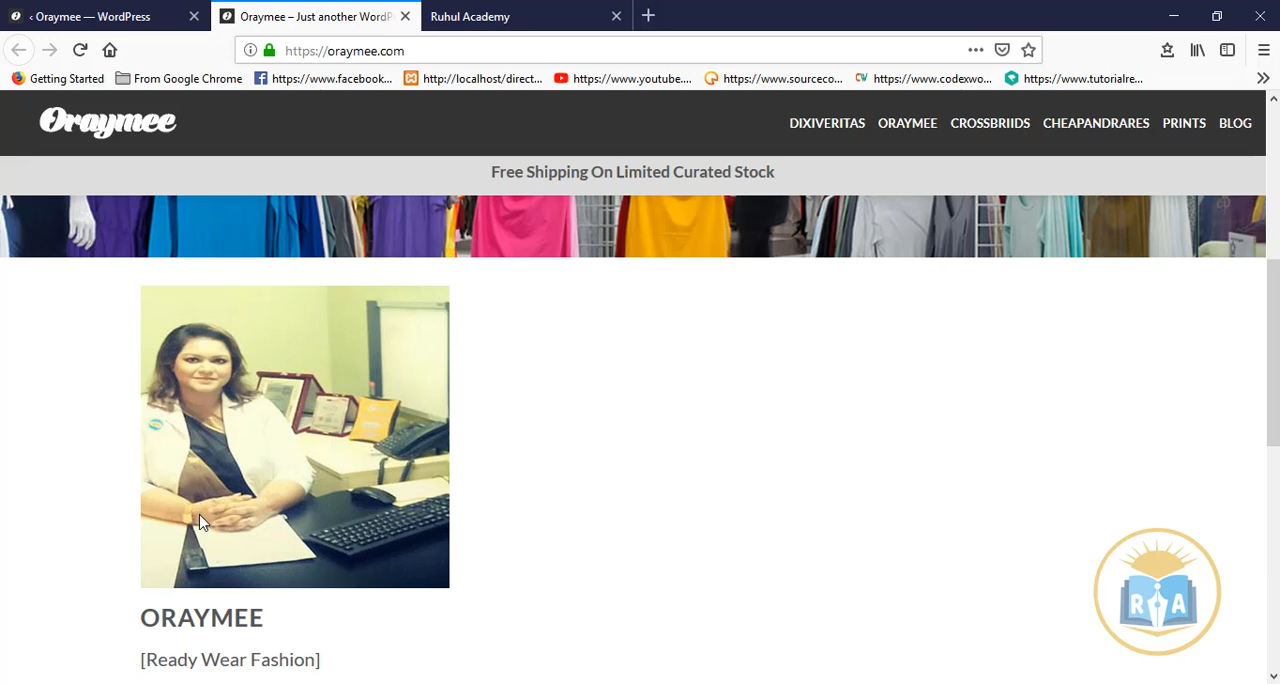 ‹ Oraymee — WordPress
Oraymee – Just another WordP
Ruhul Academy
https://oraymee.com
Getting Started
From Google Chrome
https://www.facebook...
http://localhost/direct...
https://www.youtube....
https://www.sourceco...
https://www.codexwo...
https://www.tutorialre...
Oraymee
DIXIVERITAS ORAYMEE CROSSBRIIDS CHEAPANDRARES PRINTS BLOG
Free Shipping On Limited Curated Stock
ORAYMEE
[Ready Wear Fashion]
R A